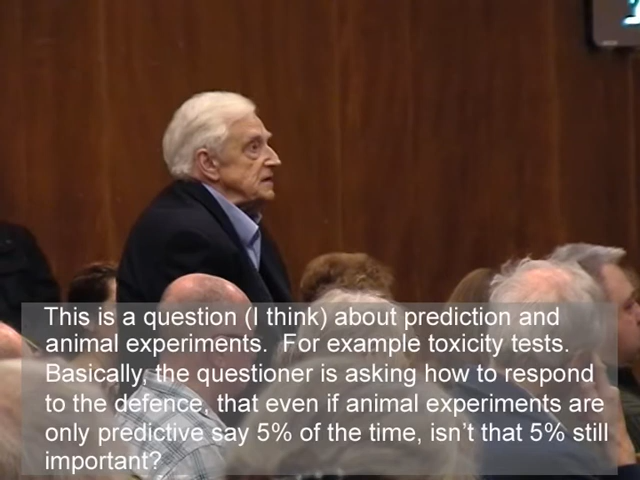 This is a question (I think) about prediction and
animal experiments.  For example toxicity tests.
Basically, the questioner is asking how to respond
to the defence, that even if animal experiments are
only predictive say 5% of the time, isn't that 5% still
important?